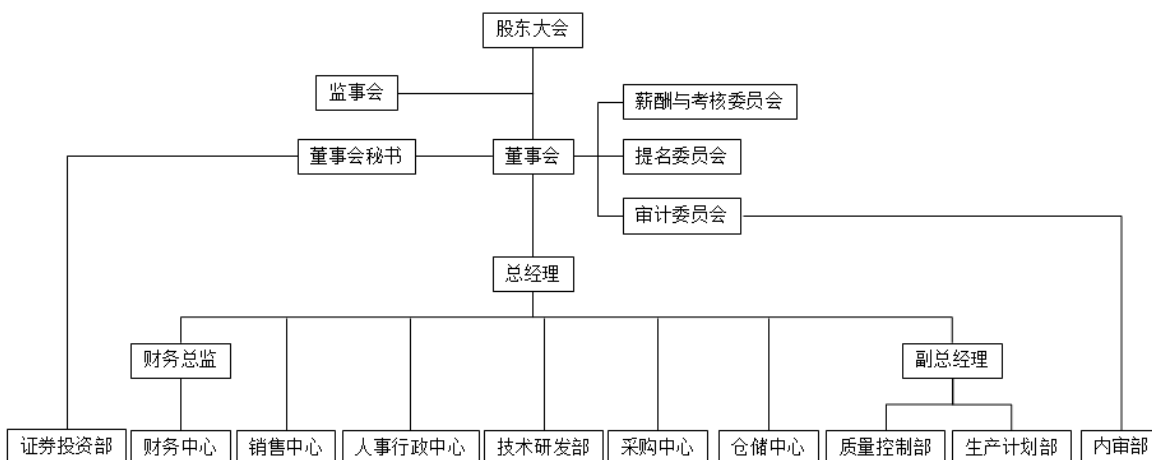 股东大会
监事会
薪酬与考核委员会
董事会秘书
董事会
提名委员会
审计委员会
总经理
财务总监
副总经理
证券投资部
财务中心
销售中心
人事行政中心
技术研发部
采购中心
仓储中心
质量控制部
生产计划部
内审部